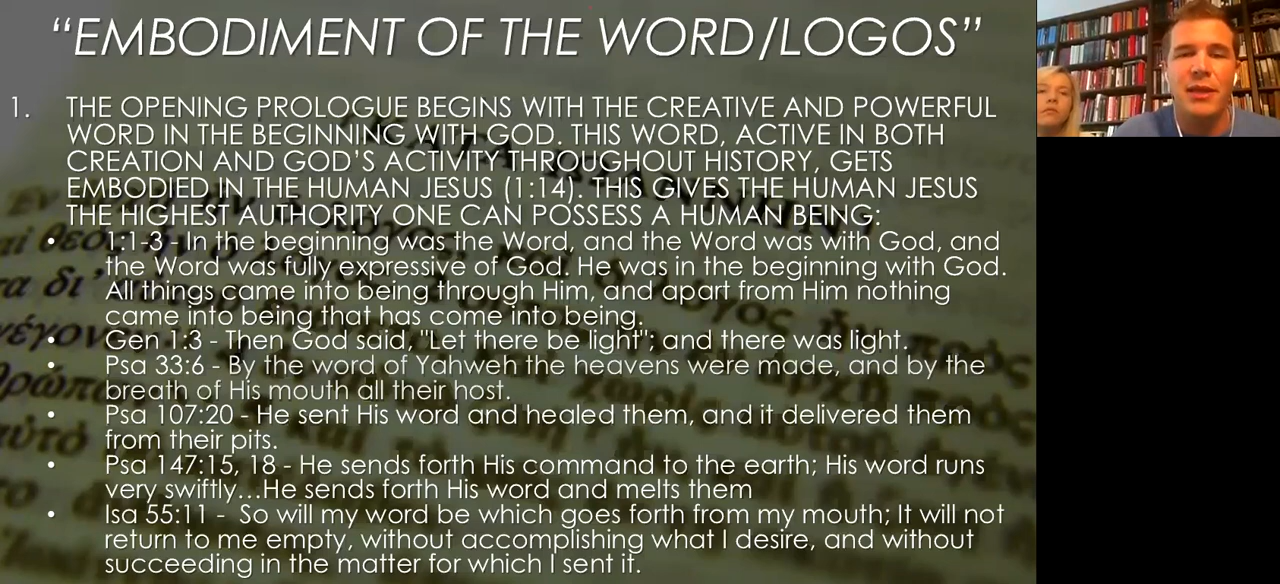 “EMBODIMENT OF THE WORD/LOGOS”
1. THE OPENING PROLOGUE BEGINS WITH THE CREATIVE AND POWERFUL
WORD IN THE BEGINNING WITH GOD. THIS WORD, ACTIVE IN BOTH
CREATION AND GOD’S ACTIVITY THROUGHOUT HISTORY, GETS
EMBODIED IN THE HUMAN JESUS (1:14). THIS GIVES THE HUMAN JESUS
THE HIGHEST AUTHORITY ONE CAN POSSESS A HUMAN BEING:
• 1:1-3 - In the beginning was the Word, and the Word was with God, and
the Word was fully expressive of God. He was in the beginning with God.
All things came into being through Him, and apart from Him nothing
came into being that has come into being.
• Gen 1:3 - Then God said, "Let there be light"; and there was light.
• Psa 33:6 - By the word of Yahweh the heavens were made, and by the
breath of His mouth all their host.
• Psa 107:20 - He sent His word and healed them, and it delivered them
from their pits.
• Psa 147:15, 18 - He sends forth His command to the earth; His word runs
very swiftly…He sends forth His word and melts them
• Isa 55:11 - So will my word be which goes forth from my mouth; It will not
return to me empty, without accomplishing what I desire, and without
succeeding in the matter for which I sent it.